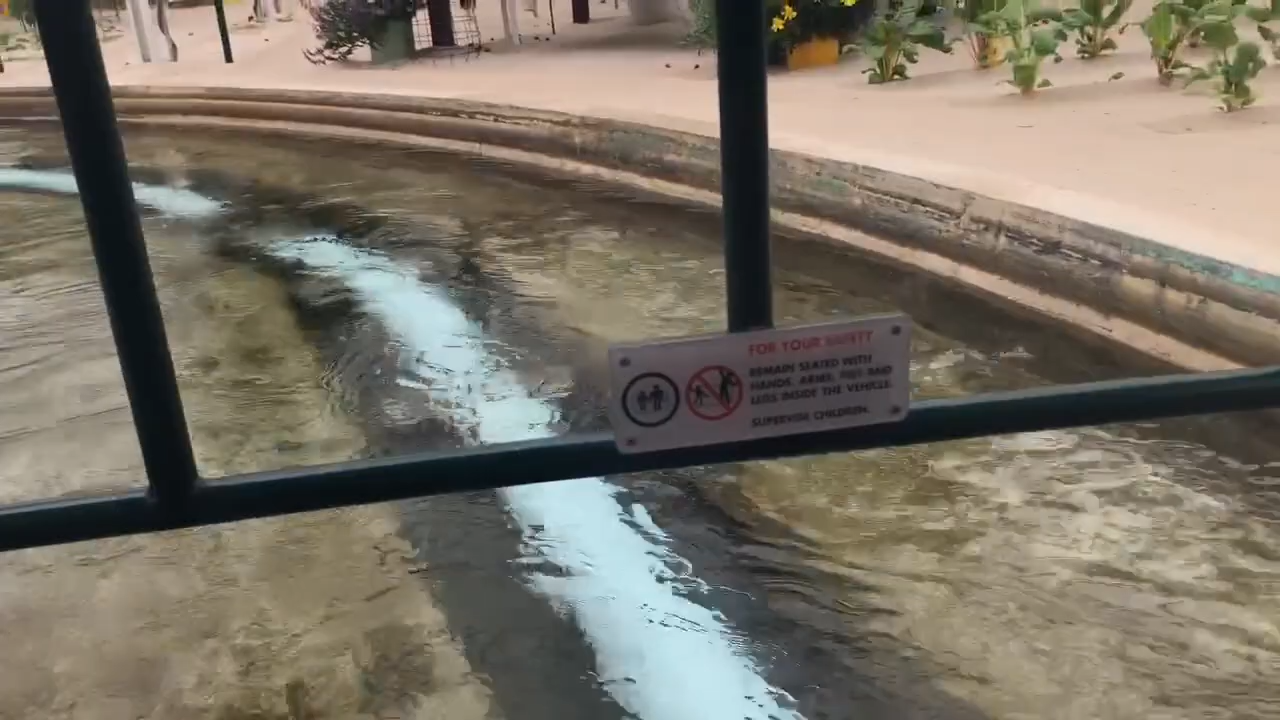 FOR YOUR SAFETY
REMAIN SEATED WITH
HANDS, ARMS, FEET AND
LEGS INSIDE THE VEHICLE.
SUPERVISE CHILDREN.